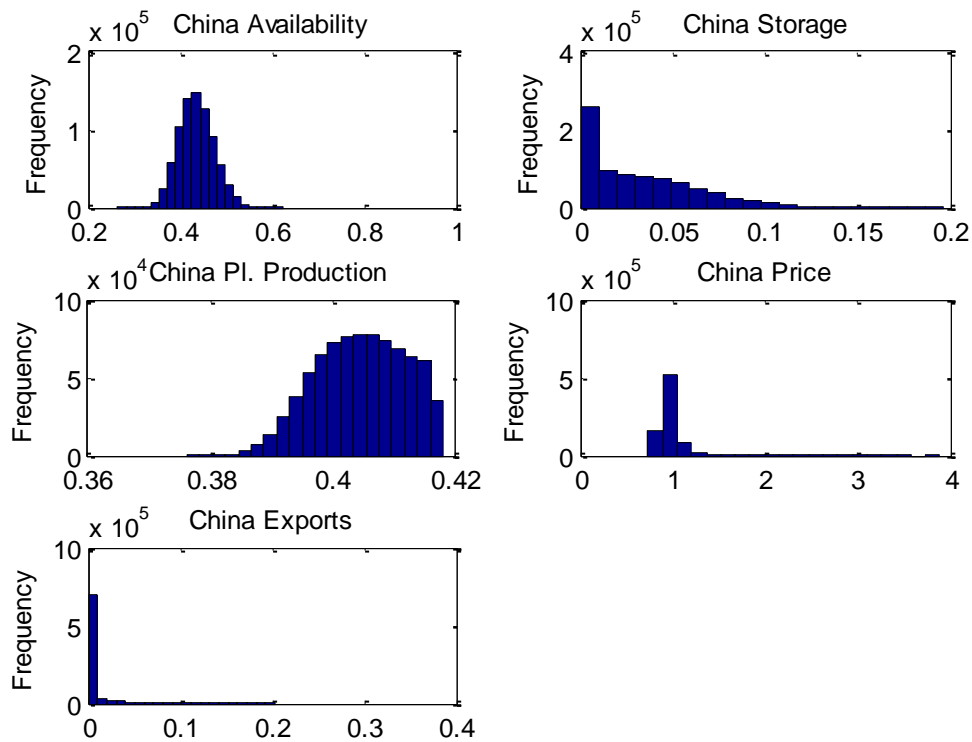 x 10^5 China Availability
2
1
0
Frequency
0.2 0.4 0.6 0.8 1
x 10^5 China Storage
4
2
0
Frequency
0 0.05 0.1 0.15 0.2
x 10^4 China Pl. Production
10
5
0
Frequency
0.36 0.38 0.4 0.42
x 10^5 China Price
10
5
0
Frequency
0 1 2 3 4
x 10^5 China Exports
10
5
0
Frequency
0 0.1 0.2 0.3 0.4